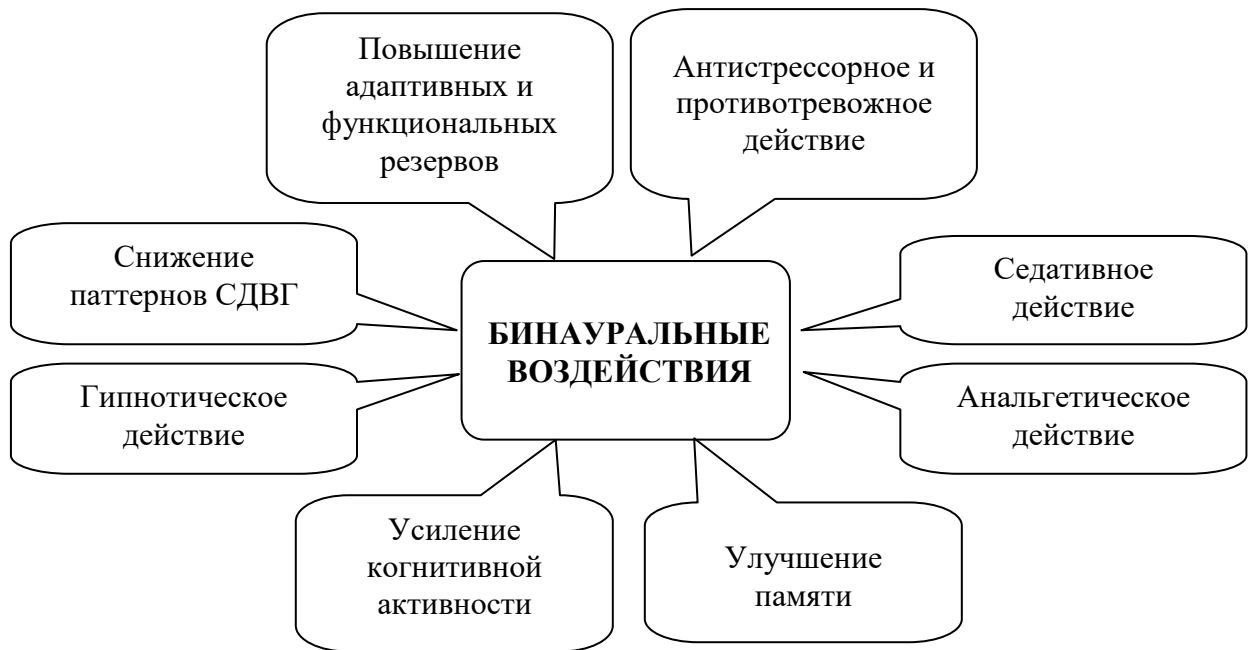 Повышение
адаптивных и
функциональных
резервов
Антистрессорное и
противотревожное
действие
Снижение
паттернов СДВГ
Седативное
действие
БИНАУРАЛЬНЫЕ
ВОЗДЕЙСТВИЯ
Гипнотическое
действие
Анальгетическое
действие
Усиление
когнитивной
активности
Улучшение
памяти